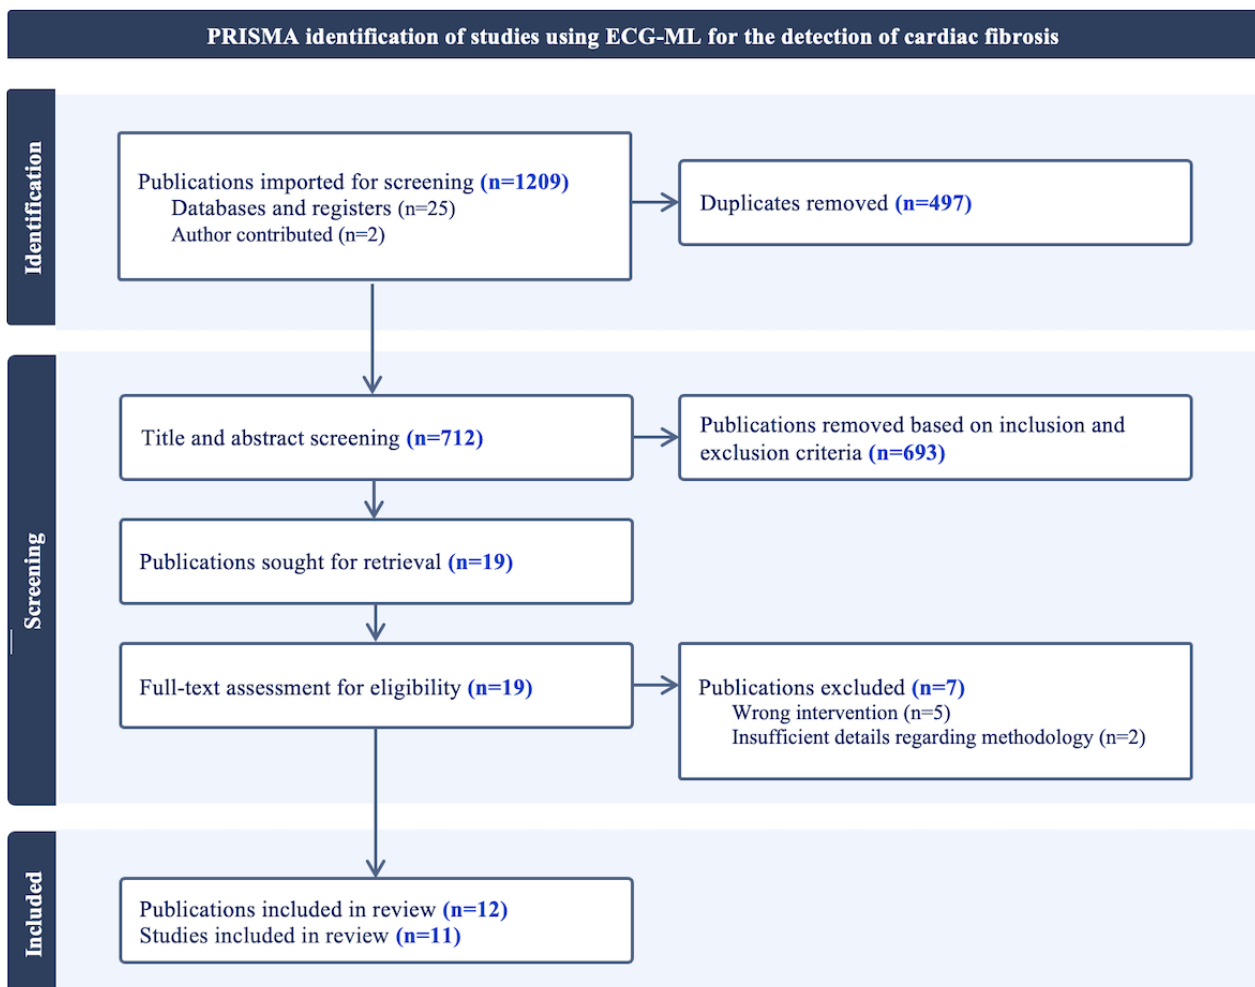 PRISMA identification of studies using ECG-ML for the detection of cardiac fibrosis
Identification
Publications imported for screening (n=1209)
Databases and registers (n=25)
Author contributed (n=2)
Duplicates removed (n=497)
Screening
Title and abstract screening (n=712)
Publications removed based on inclusion and
exclusion criteria (n=693)
Publications sought for retrieval (n=19)
Full-text assessment for eligibility (n=19)
Publications excluded (n=7)
Wrong intervention (n=5)
Insufficient details regarding methodology (n=2)
Included
Publications included in review (n=12)
Studies included in review (n=11)